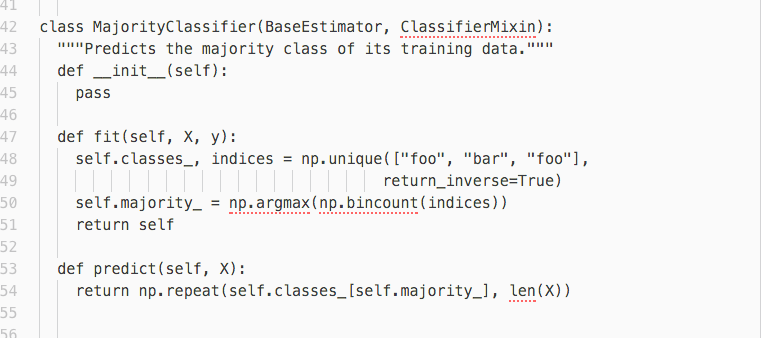 41
42 class MajorityClassifier(BaseEstimator, ClassifierMixin):
43 """Predicts the majority class of its training data."""
44 def __init__(self):
45 pass
46
47 def fit(self, X, y):
48 self.classes_, indices = np.unique(["foo", "bar", "foo"],
49 return_inverse=True)
50 self.majority_ = np.argmax(np.bincount(indices))
51 return self
52
53 def predict(self, X):
54 return np.repeat(self.classes_[self.majority_], len(X))
55
56